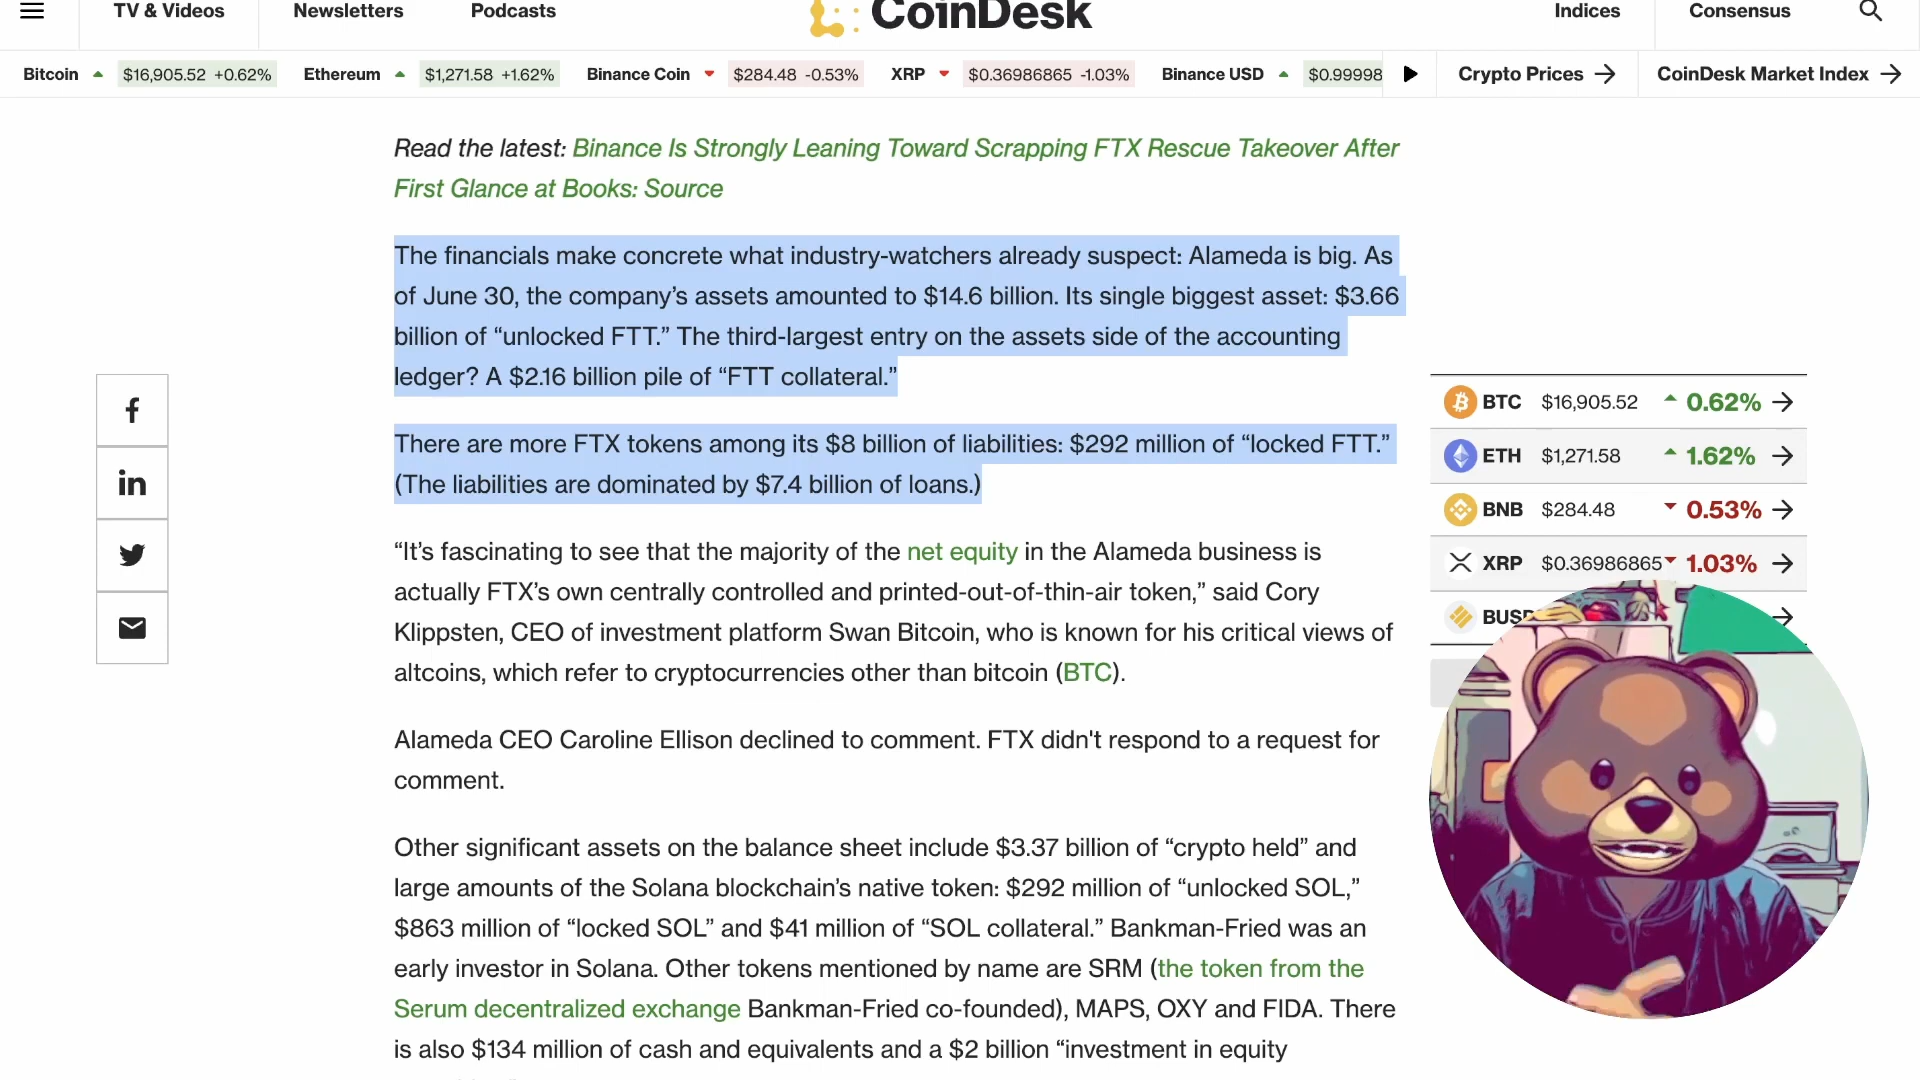 TV & Videos
Newsletters
Podcasts
CoinDesk
Indices
Consensus
Bitcoin $16,905.52 +0.62% Ethereum $1,271.58 +1.62% Binance Coin $284.48 -0.53% XRP $0.36986865 -1.03% Binance USD $0.99998 Crypto Prices → CoinDesk Market Index →
Read the latest: Binance Is Strongly Leaning Toward Scrapping FTX Rescue Takeover After
First Glance at Books: Source
The financials make concrete what industry-watchers already suspect: Alameda is big. As
of June 30, the company’s assets amounted to $14.6 billion. Its single biggest asset: $3.66
billion of “unlocked FTT.” The third-largest entry on the assets side of the accounting
ledger? A $2.16 billion pile of “FTT collateral.”
There are more FTX tokens among its $8 billion of liabilities: $292 million of “locked FTT.”
(The liabilities are dominated by $7.4 billion of loans.)
“It’s fascinating to see that the majority of the net equity in the Alameda business is
actually FTX’s own centrally controlled and printed-out-of-thin-air token,” said Cory
Klippsten, CEO of investment platform Swan Bitcoin, who is known for his critical views of
altcoins, which refer to cryptocurrencies other than bitcoin (BTC).
Alameda CEO Caroline Ellison declined to comment. FTX didn't respond to a request for
comment.
Other significant assets on the balance sheet include $3.37 billion of “crypto held” and
large amounts of the Solana blockchain’s native token: $292 million of “unlocked SOL,”
$863 million of “locked SOL” and $41 million of “SOL collateral.” Bankman-Fried was an
early investor in Solana. Other tokens mentioned by name are SRM (the token from the
Serum decentralized exchange Bankman-Fried co-founded), MAPS, OXY and FIDA. There
is also $134 million of cash and equivalents and a $2 billion “investment in equity
BTC $16,905.52 0.62% →
ETH $1,271.58 1.62% →
BNB $284.48 0.53% →
XRP $0.36986865 1.03% →
BUSD →